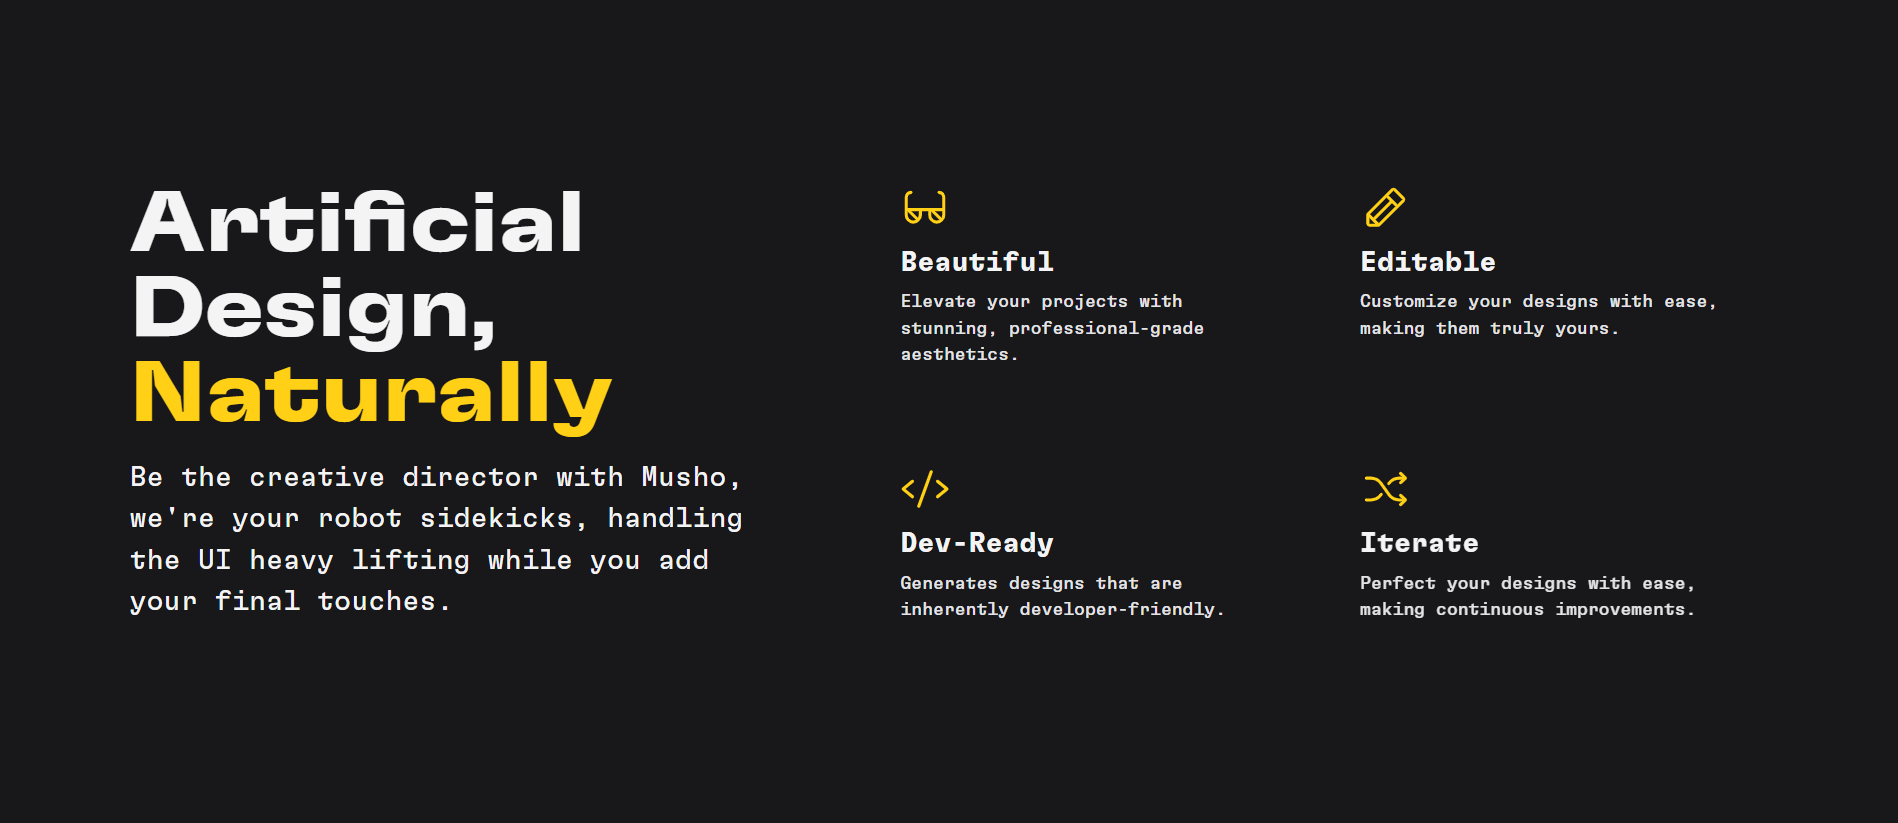 Artificial
Design,
Naturally
Be the creative director with Musho,
we're your robot sidekicks, handling
the UI heavy lifting while you add
your final touches.
Beautiful
Elevate your projects with
stunning, professional-grade
aesthetics.
Editable
Customize your designs with ease,
making them truly yours.
Dev-Ready
Generates designs that are
inherently developer-friendly.
Iterate
Perfect your designs with ease,
making continuous improvements.